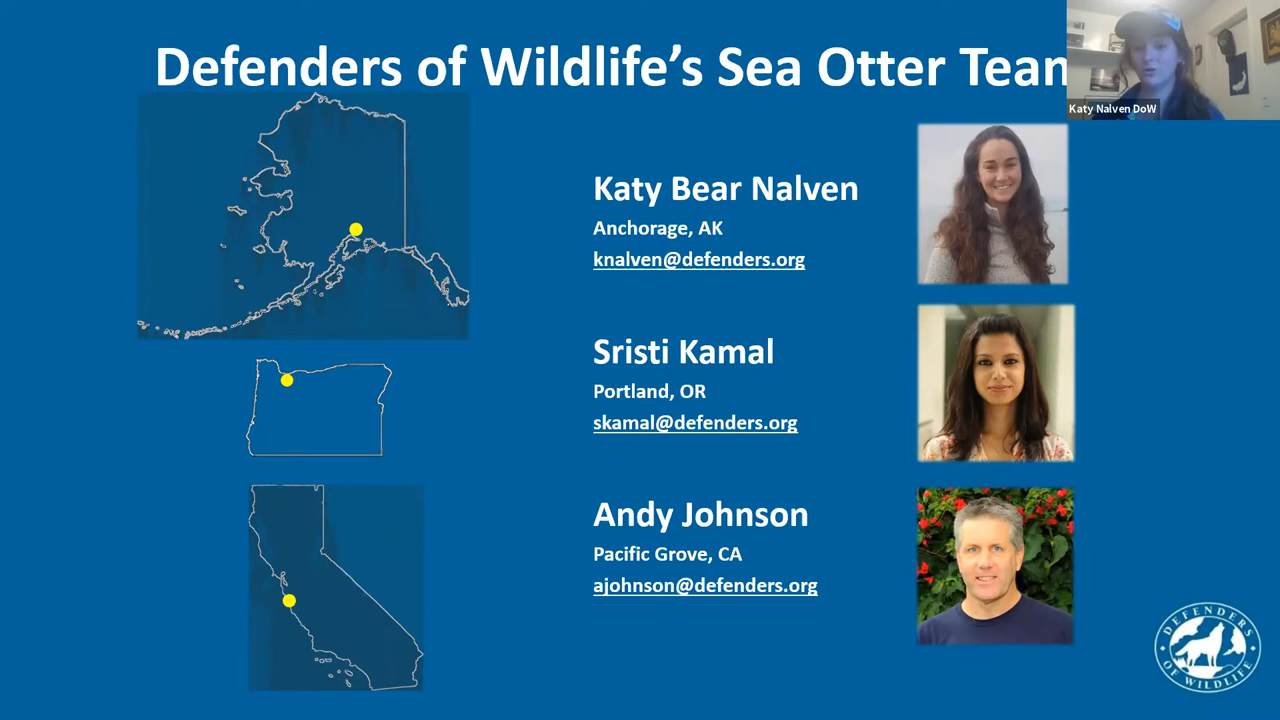 Defenders of Wildlife's Sea Otter Team
Katy Nalven DoW
Katy Bear Nalven
Anchorage, AK
knalven@defenders.org
Sristi Kamal
Portland, OR
skamal@defenders.org
Andy Johnson
Pacific Grove, CA
ajohnson@defenders.org
DEFENDERS
OF WILDLIFE